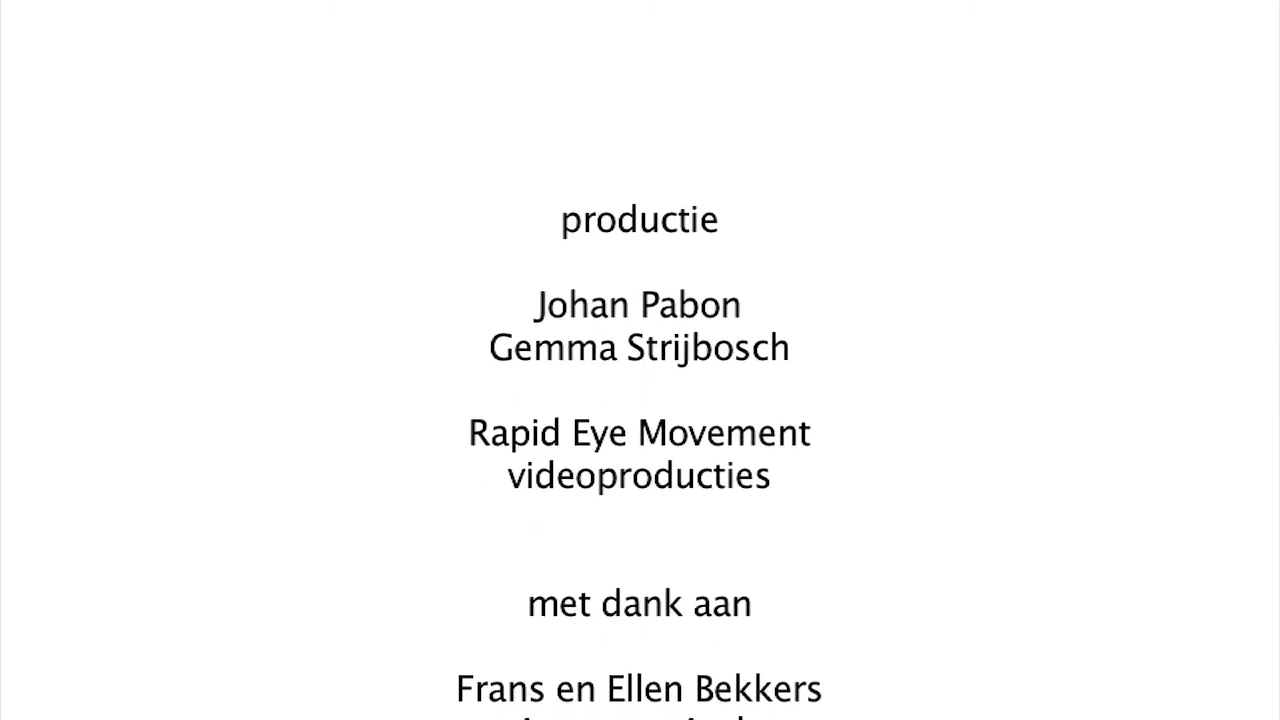 productie
Johan Pabon
Gemma Strijbosch
Rapid Eye Movement
videoproducties
met dank aan
Frans en Ellen Bekkers